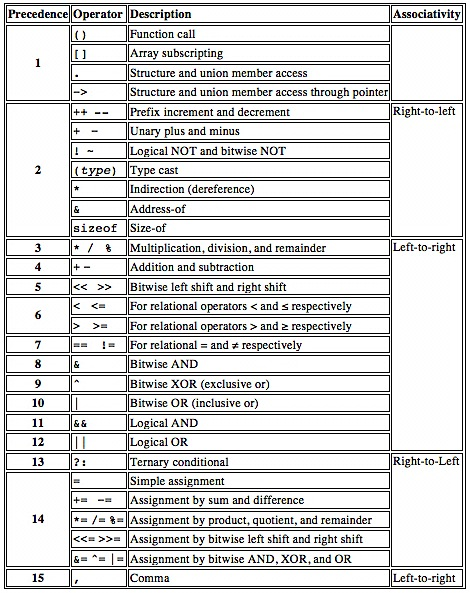 Precedence Operator Description Associativity
1 () Function call
[] Array subscripting
. Structure and union member access
-> Structure and union member access through pointer
2 ++ -- Prefix increment and decrement Right-to-left
+ - Unary plus and minus
! ~ Logical NOT and bitwise NOT
(type) Type cast
* Indirection (dereference)
& Address-of
sizeof Size-of
3 * / % Multiplication, division, and remainder Left-to-right
4 + - Addition and subtraction
5 << >> Bitwise left shift and right shift
6 < <= For relational operators < and ≤ respectively
> >= For relational operators > and ≥ respectively
7 == != For relational = and ≠ respectively
8 & Bitwise AND
9 ^ Bitwise XOR (exclusive or)
10 | Bitwise OR (inclusive or)
11 && Logical AND
12 || Logical OR
13 ?: Ternary conditional Right-to-Left
14 = Simple assignment
+= -= Assignment by sum and difference
*= /= %= Assignment by product, quotient, and remainder
<<= >>= Assignment by bitwise left shift and right shift
&= ^= |= Assignment by bitwise AND, XOR, and OR
15 , Comma Left-to-right